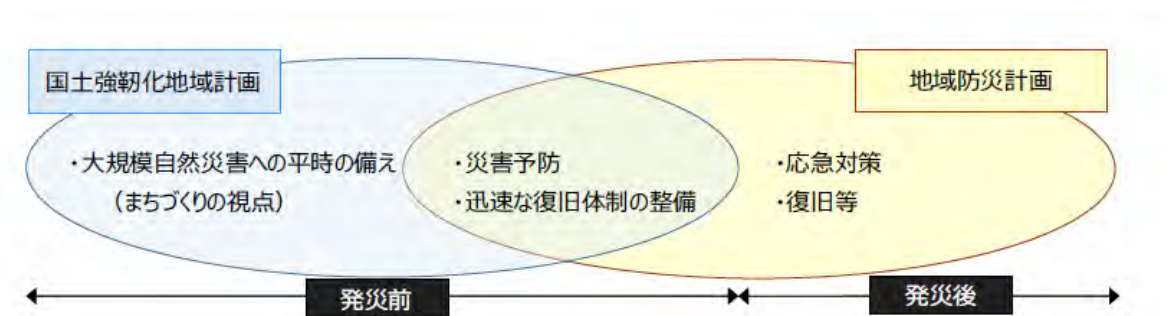 国土強靭化地域計画
地域防災計画
・大規模自然災害への平時の備え
（まちづくりの視点）
・災害予防
・迅速な復旧体制の整備
・応急対策
・復旧等
発災前
発災後